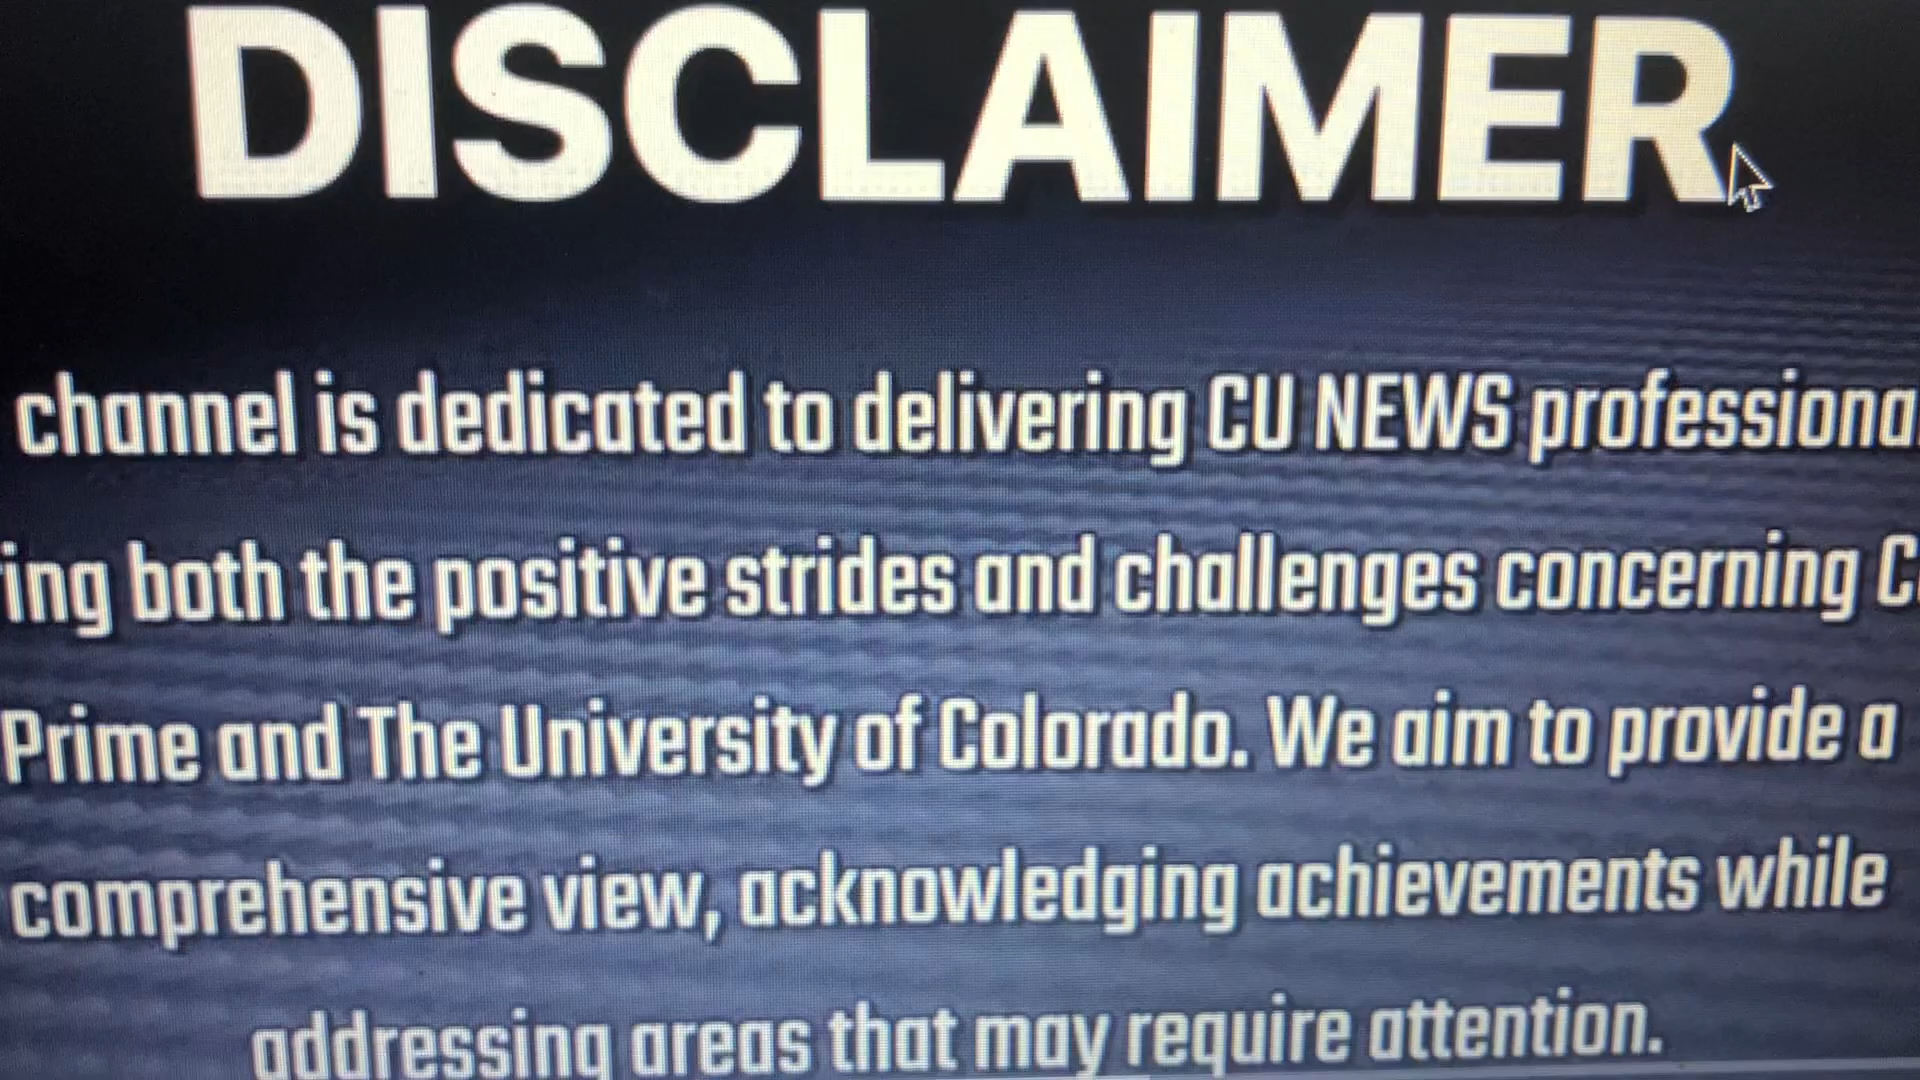 DISCLAIMER
channel is dedicated to delivering CU NEWS professiona
ing both the positive strides and challenges concerning C
Prime and The University of Colorado. We aim to provide a
comprehensive view, acknowledging achievements while
addressing areas that may require attention.